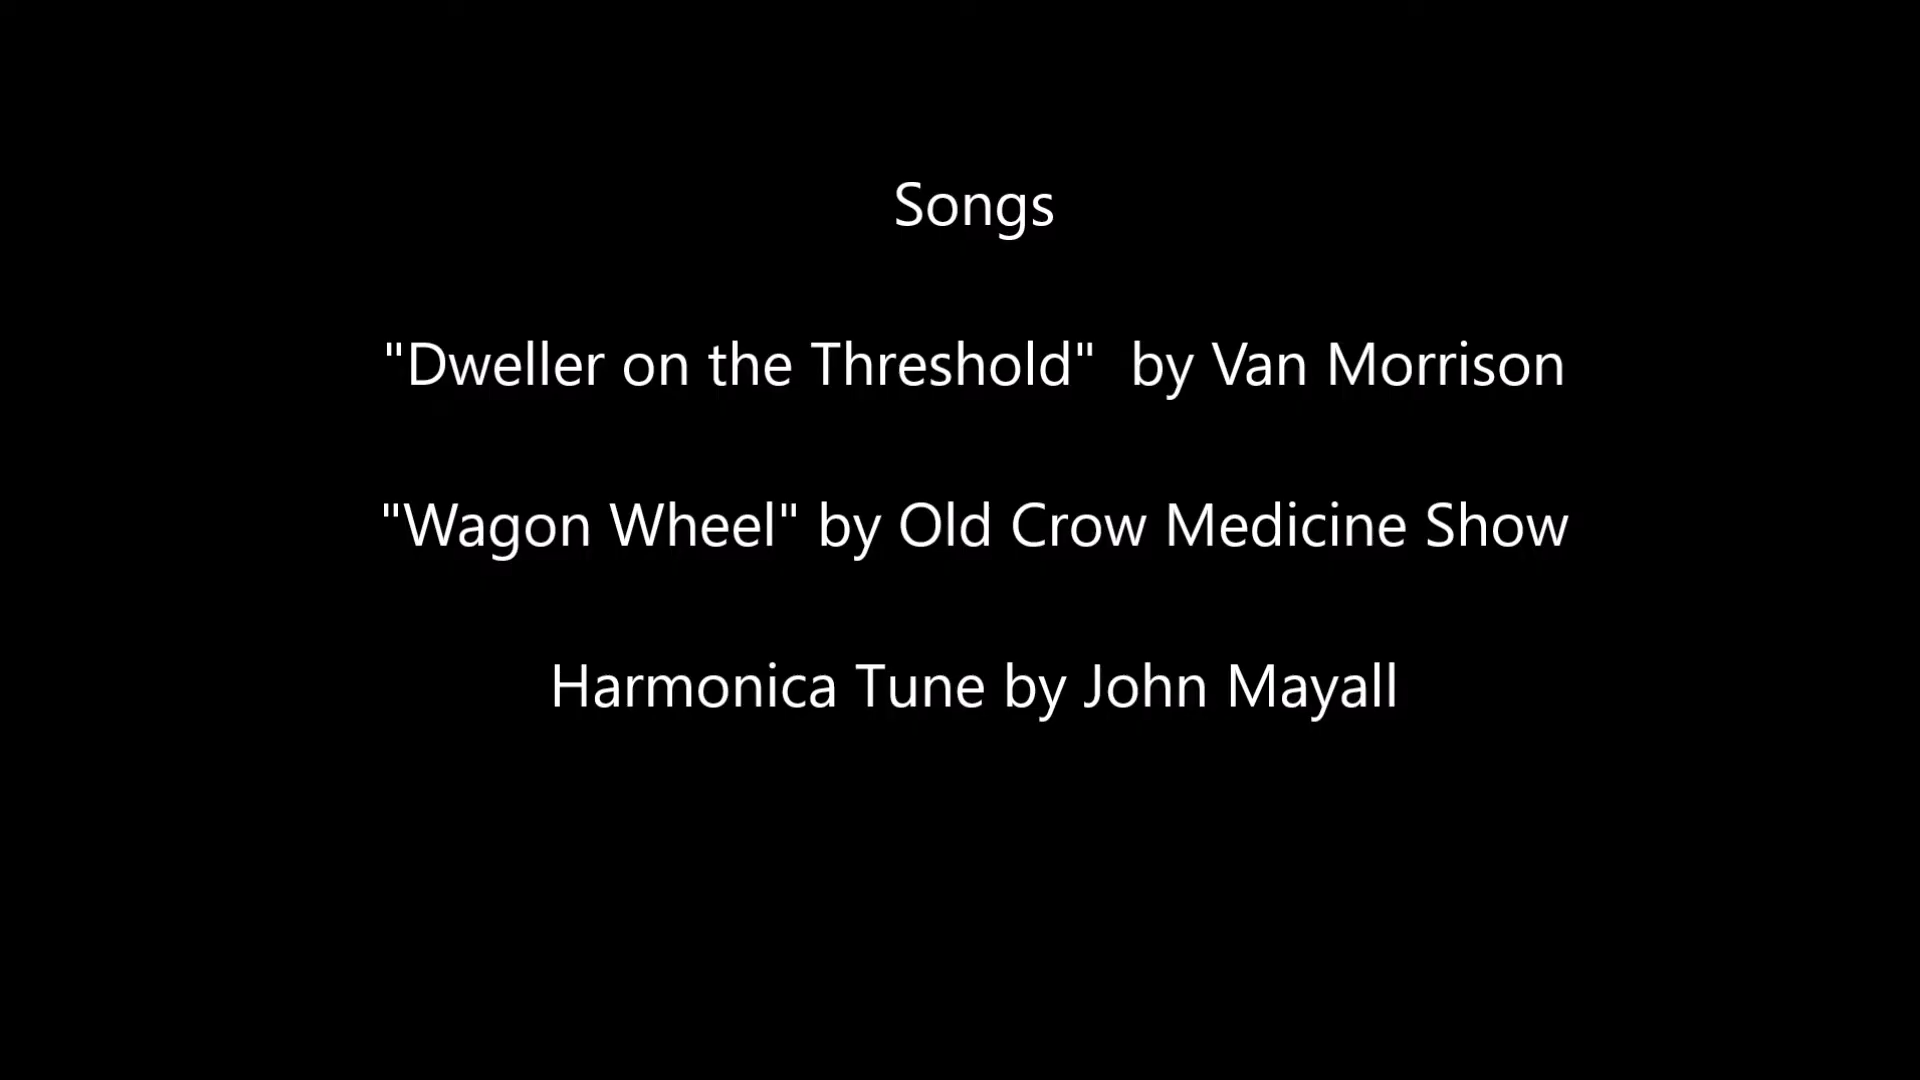 Songs
"Dweller on the Threshold"  by Van Morrison
"Wagon Wheel" by Old Crow Medicine Show
Harmonica Tune by John Mayall